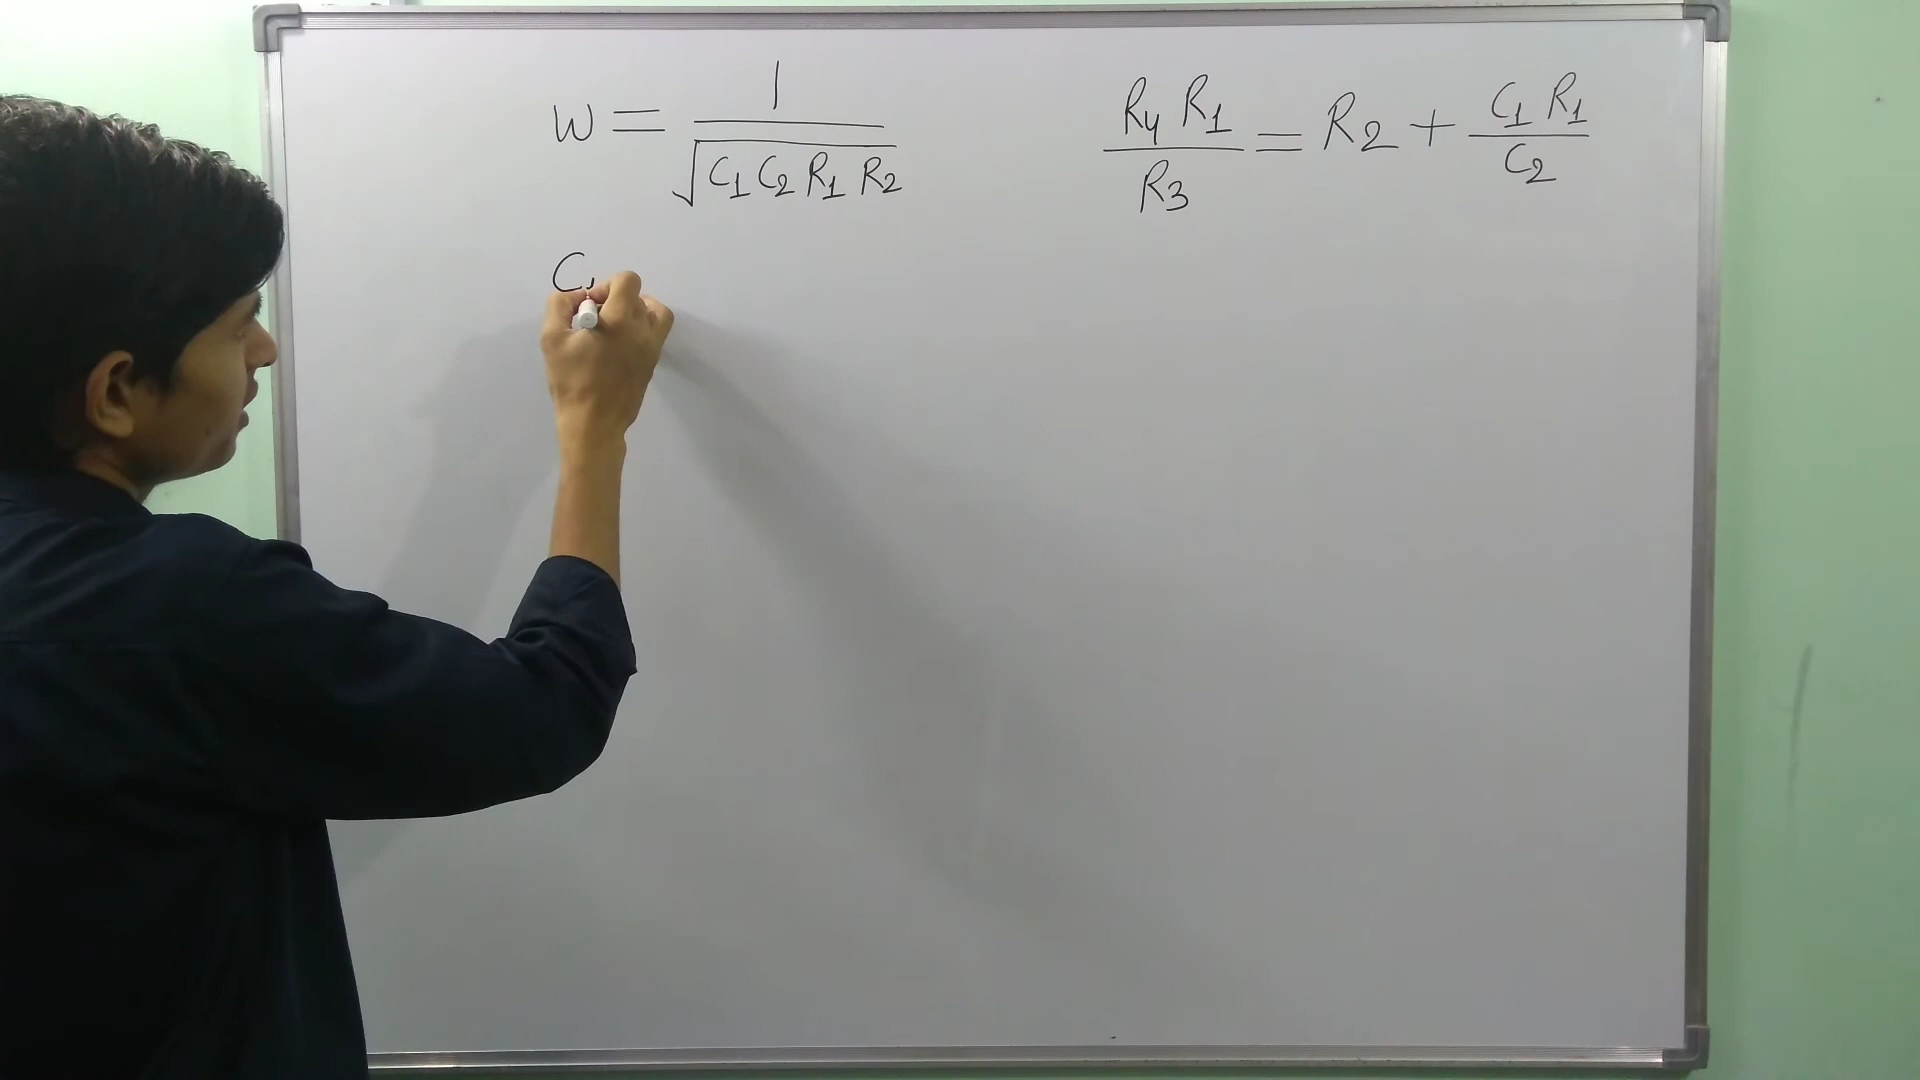 W = 1 / √(C1 C2 R1 R2)
R4 R1 / R3 = R2 + C1 R1 / C2
C